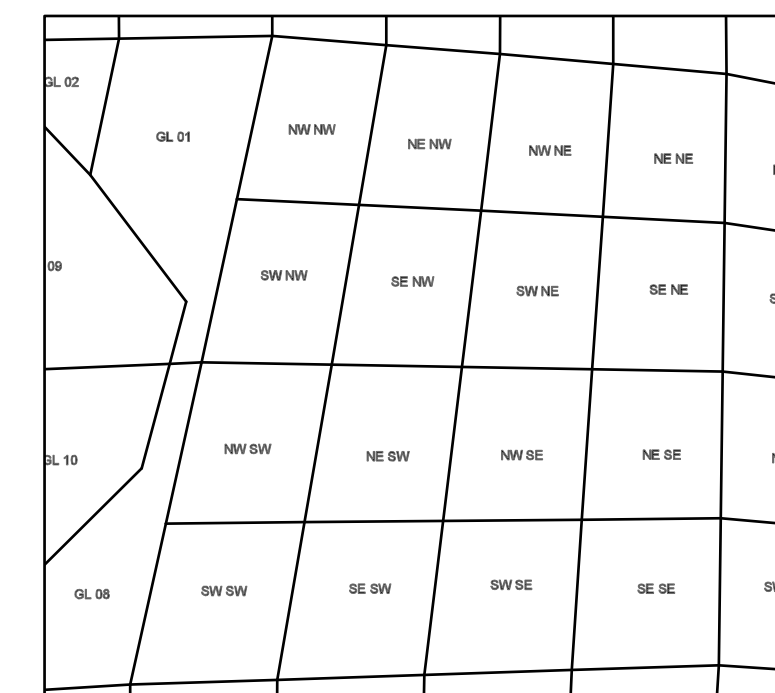 GL 02
GL 01
NW NW
NE NW
NW NE
NE NE
09
SW NW
SE NW
SW NE
SE NE
GL 10
NW SW
NE SW
NW SE
NE SE
GL 08
SW SW
SE SW
SW SE
SE SE